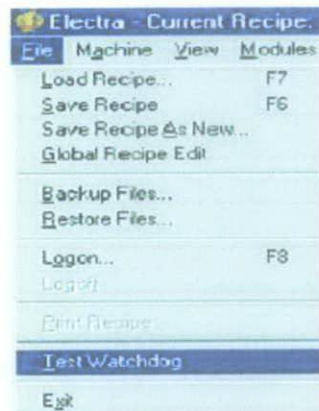 Electra - Current Recipe.
File Machine View Modules
Load Recipe... F7
Save Recipe F6
Save Recipe As New...
Global Recipe Edit
Backup Files...
Restore Files...
Logon... F8
Logoff
Print Recipe
Test Watchdog
Exit